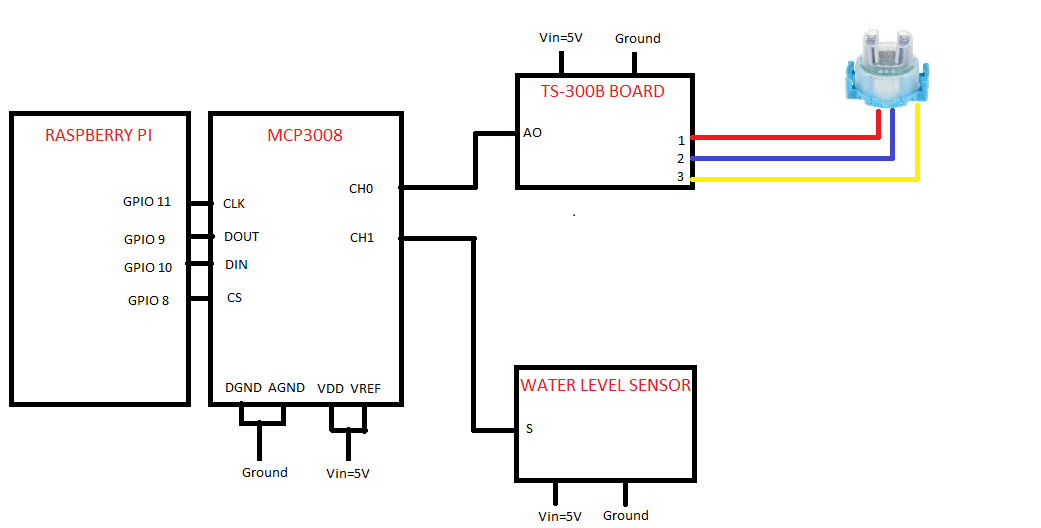 Vin=5V
Ground
TS-300B BOARD
AO
1
2
3
RASPBERRY PI
GPIO 11
GPIO 9
GPIO 10
GPIO 8
MCP3008
CH0
CLK
DOUT
CH1
DIN
CS
DGND AGND VDD VREF
Ground
Vin=5V
WATER LEVEL SENSOR
S
Vin=5V
Ground